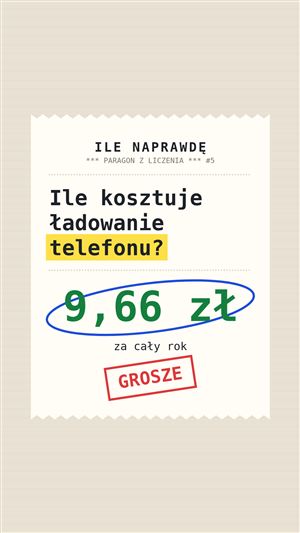 ILE NAPRAWDĘ
*** PARAGON Z LICZENIA *** #5
Ile kosztuje
ładowanie
telefonu?
9,66 zł
za cały rok
GROSZE